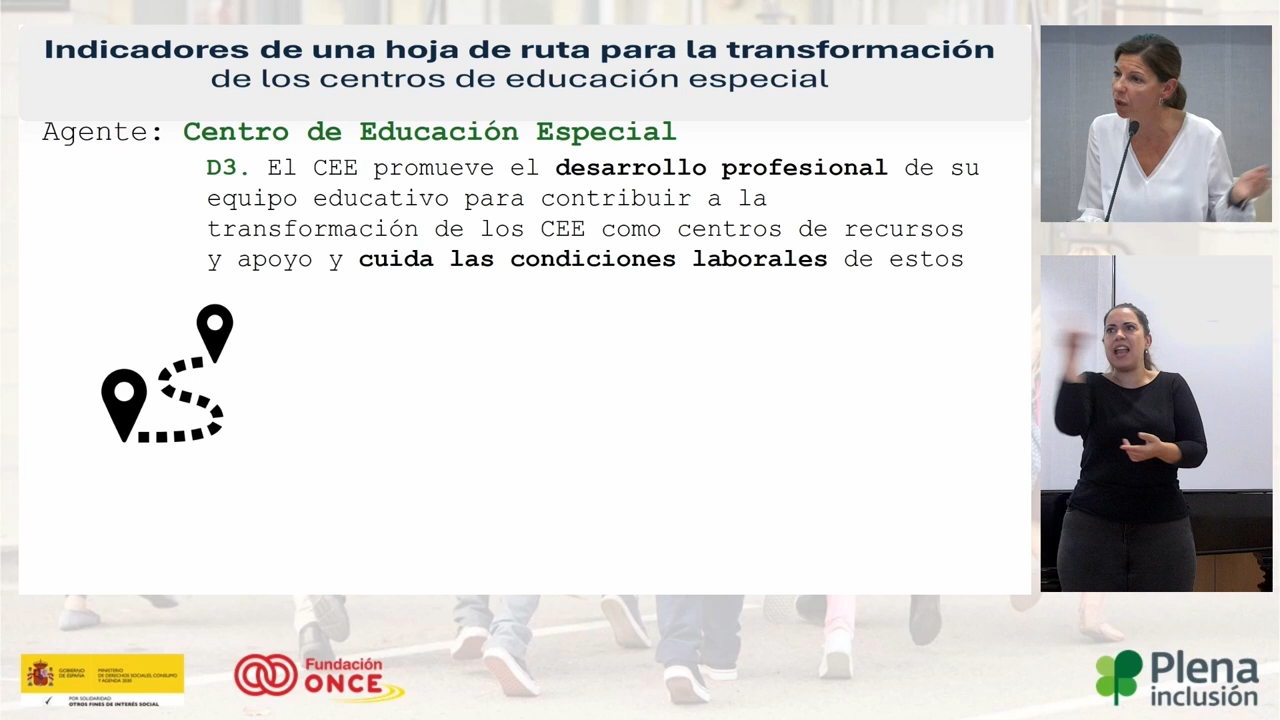 Indicadores de una hoja de ruta para la transformación
de los centros de educación especial
Agente: Centro de Educación Especial
D3. El CEE promueve el desarrollo profesional de su
equipo educativo para contribuir a la
transformación de los CEE como centros de recursos
y apoyo y cuida las condiciones laborales de estos
GOBIERNO
DE ESPAÑA
MINISTERIO
DE DERECHOS SOCIALES, CONSUMO
Y AGENDA 2030
POR SOLIDARIDAD
OTROS FINES DE INTERÉS SOCIAL
Fundación
ONCE
Plena
inclusión